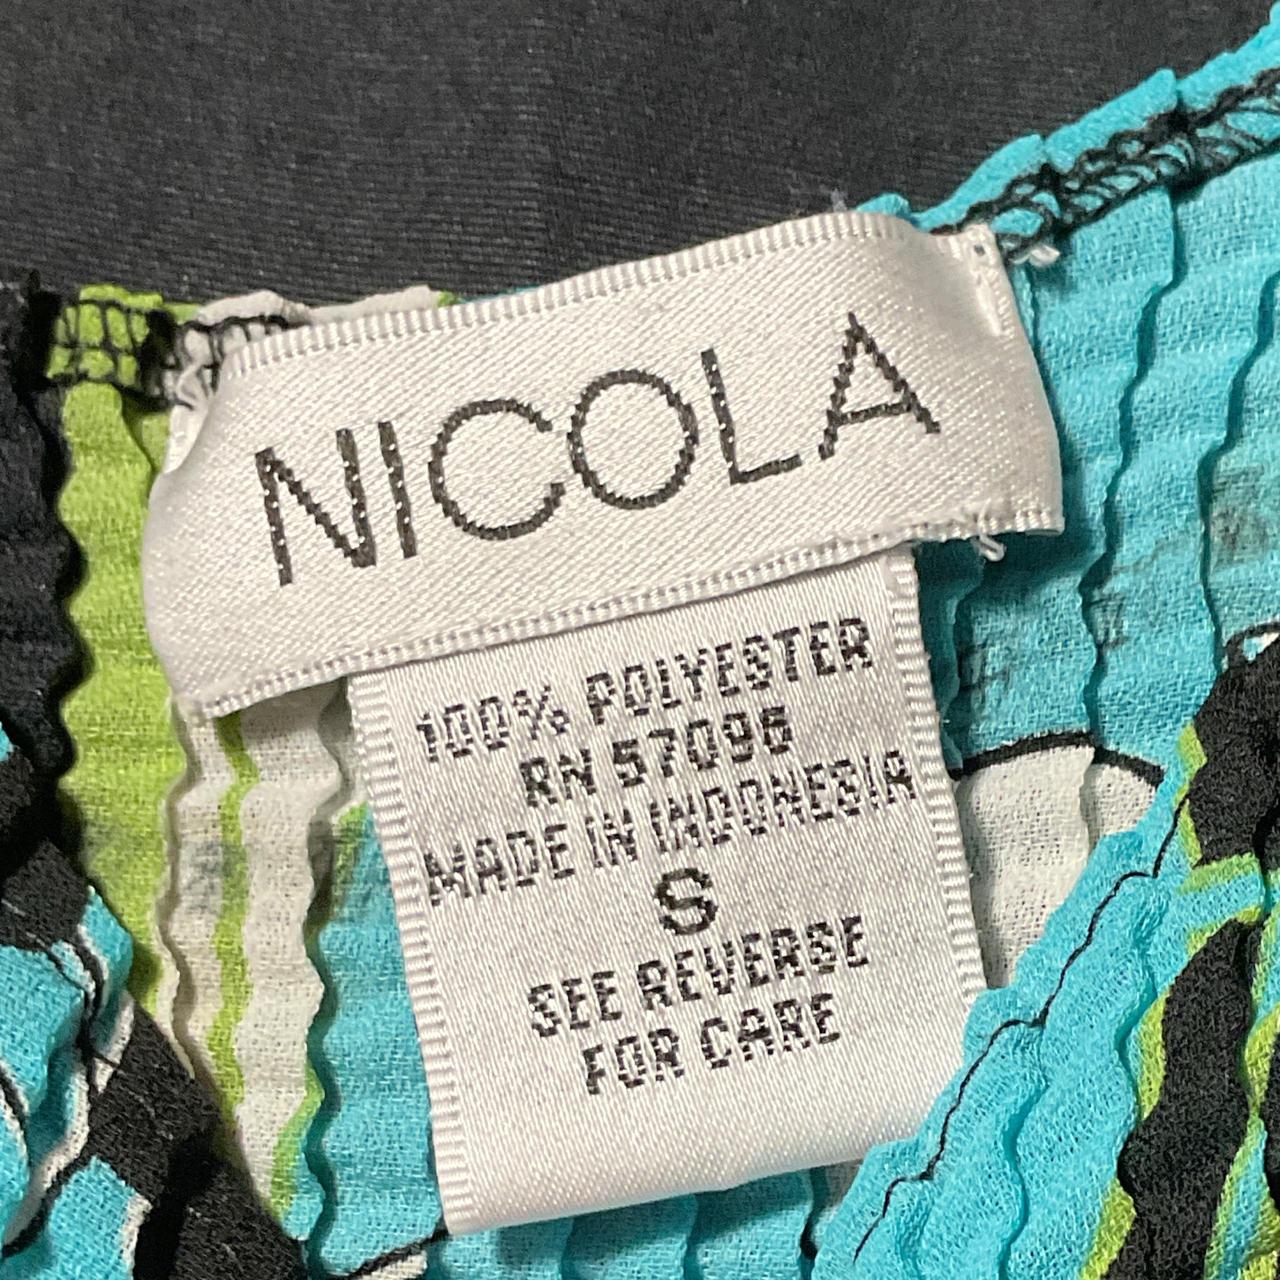 NICOLA
100% POLYESTER
RN 57096
MADE IN INDONESIA
S
SEE REVERSE
FOR CARE